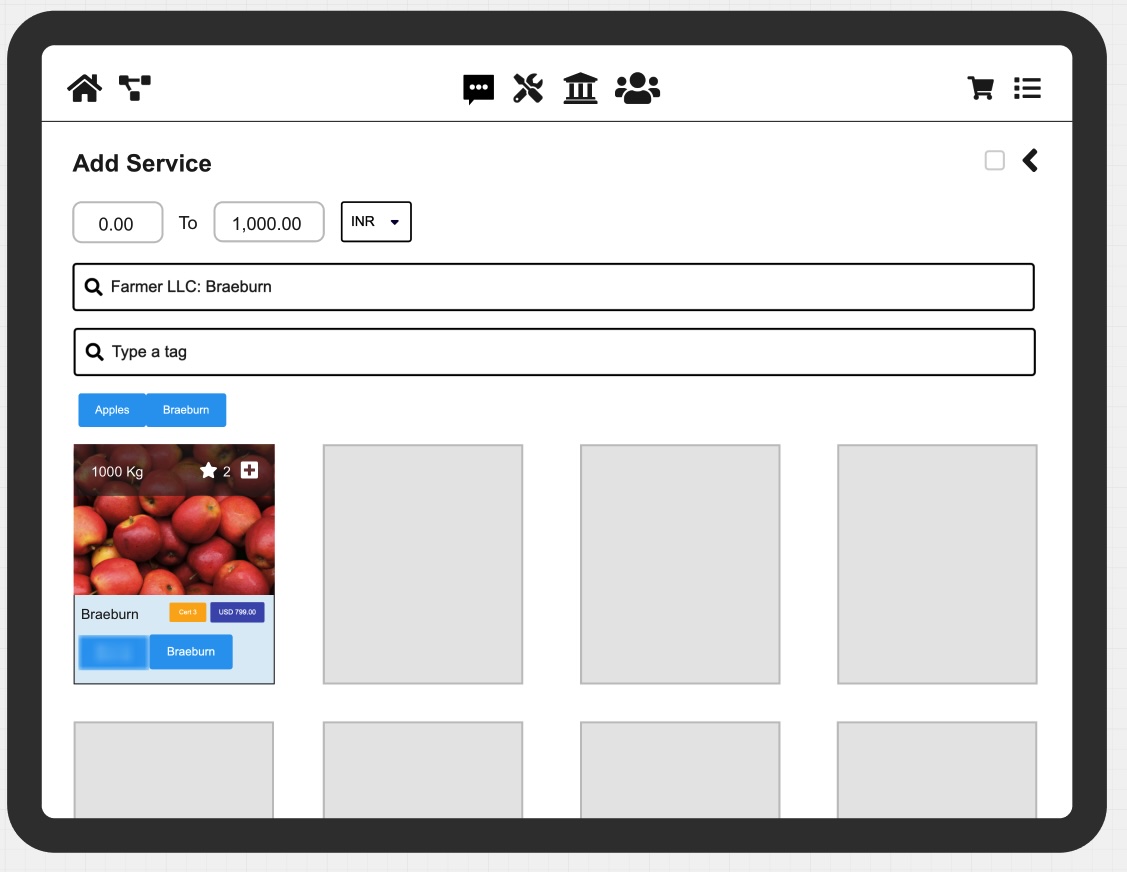 Add Service
0.00 To 1,000.00 INR
Farmer LLC: Braeburn
Type a tag
Apples Braeburn
1000 Kg 2
Braeburn Cert 3 USD 799.00
Braeburn